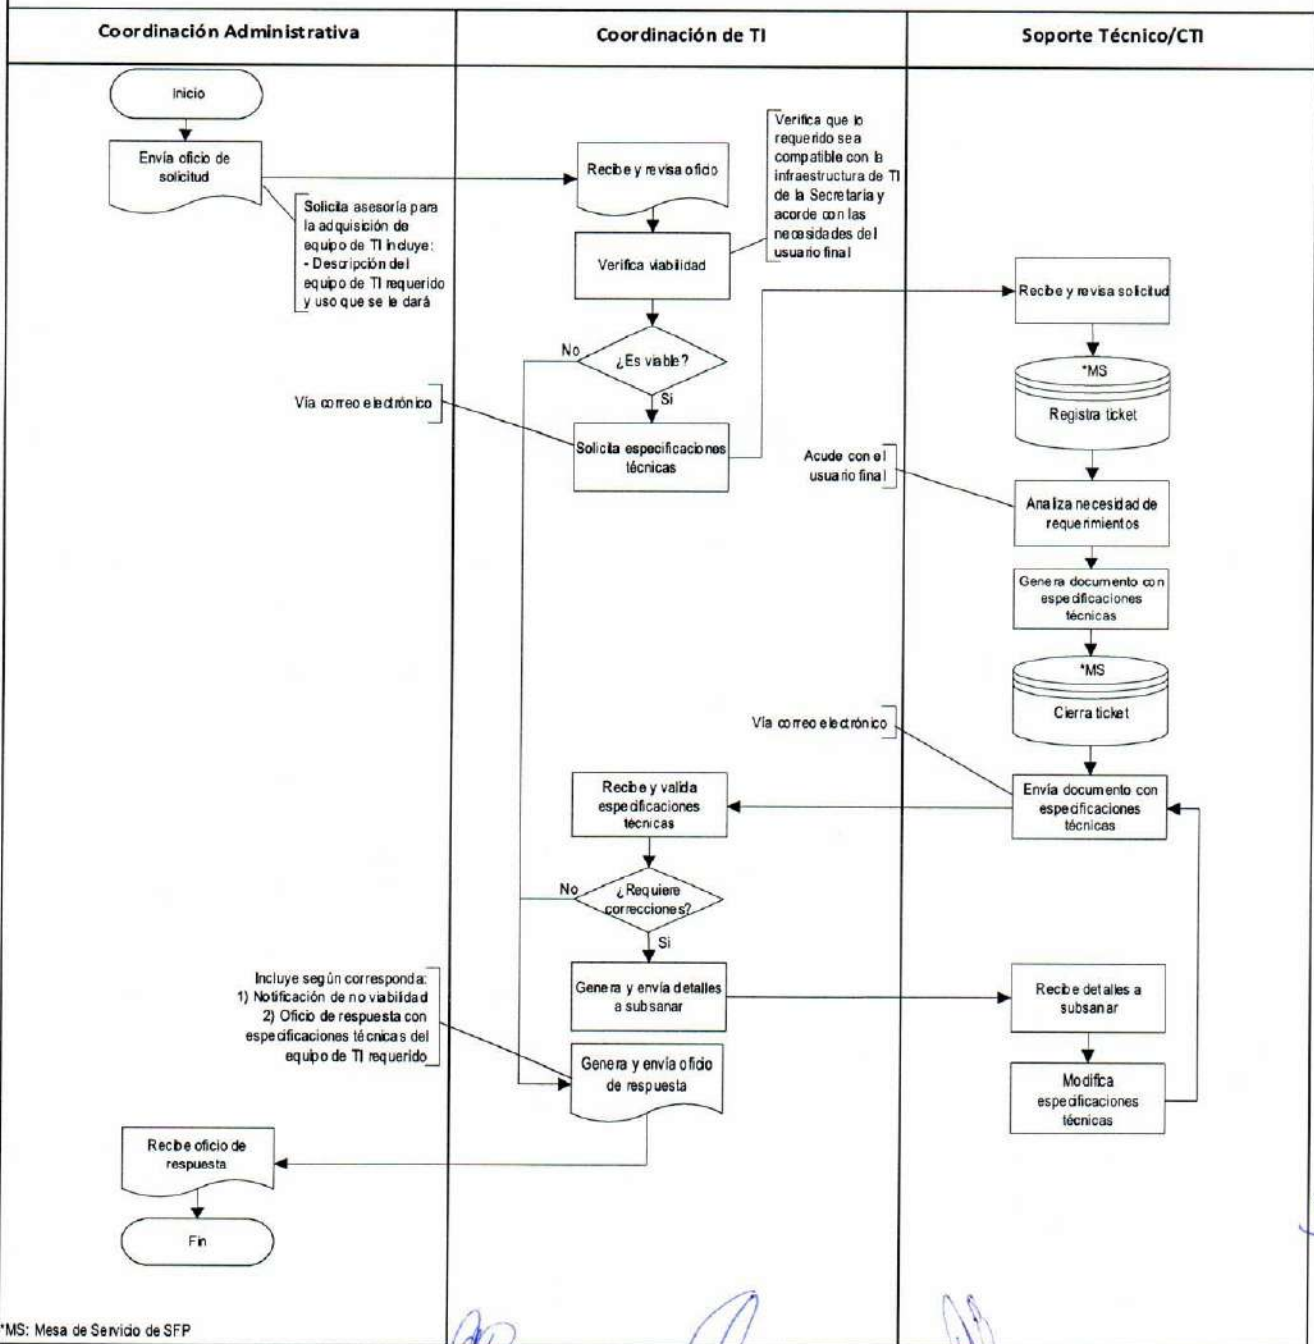 Coordinación Administrativa
Coordinación de TI
Soporte Técnico/CTI
Inicio
Envía oficio de
solicitud
Solicita asesoría para
la adquisición de
equipo de TI incluye:
- Descripción del
equipo de TI requerido
y uso que se le dará
Recibe y revisa oficio
Verifica que lo
requerido sea
compatible con la
infraestructura de TI
de la Secretaría y
acorde con las
necesidades del
usuario final
Verifica viabilidad
¿Es viable?
No
Si
Vía correo electrónico
Solicita especificaciones
técnicas
Recibe y revisa solicitud
*MS
Registra ticket
Acude con el
usuario final
Analiza necesidad de
requerimientos
Genera documento con
especificaciones
técnicas
*MS
Cierra ticket
Vía correo electrónico
Envía documento con
especificaciones
técnicas
Recibe y valida
especificaciones
técnicas
¿Requiere
correcciones?
No
Si
Genera y envía detalles
a subsanar
Recibe detalles a
subsanar
Modifica
especificaciones
técnicas
Incluye según corresponda:
1) Notificación de no viabilidad
2) Oficio de respuesta con
especificaciones técnicas del
equipo de TI requerido
Genera y envía oficio
de respuesta
Recibe oficio de
respuesta
Fin
*MS: Mesa de Servicio de SFP